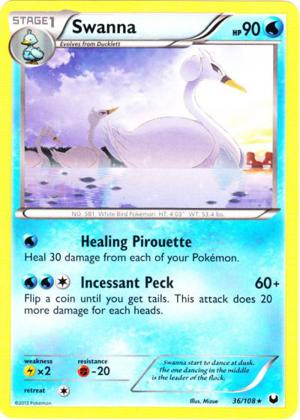 STAGE1
Swanna
HP 90
Evolves from Ducklett
NO. 581 White Bird Pokémon HT: 4'03" WT: 53.4 lbs.
Healing Pirouette
Heal 30 damage from each of your Pokémon.
Incessant Peck 60+
Flip a coin until you get tails. This attack does 20
more damage for each heads.
weakness
×2
resistance
-20
retreat
Swanna start to dance at dusk.
The one dancing in the middle
is the leader of the flock.
©2012 Pokémon
Illus. Mizue
36/108 ★